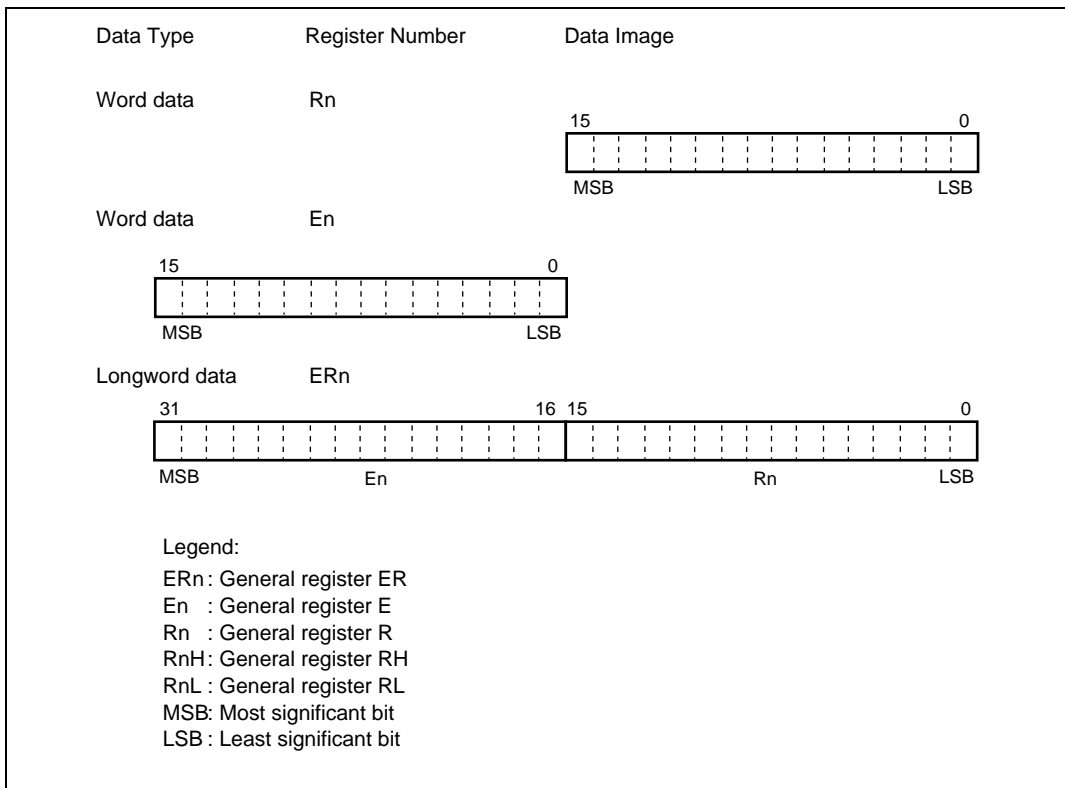 Data Type Register Number Data Image
Word data Rn
15 0
MSB LSB
Word data En
15 0
MSB LSB
Longword data ERn
31 16 15 0
MSB En Rn LSB
Legend:
ERn : General register ER
En : General register E
Rn : General register R
RnH : General register RH
RnL : General register RL
MSB: Most significant bit
LSB : Least significant bit